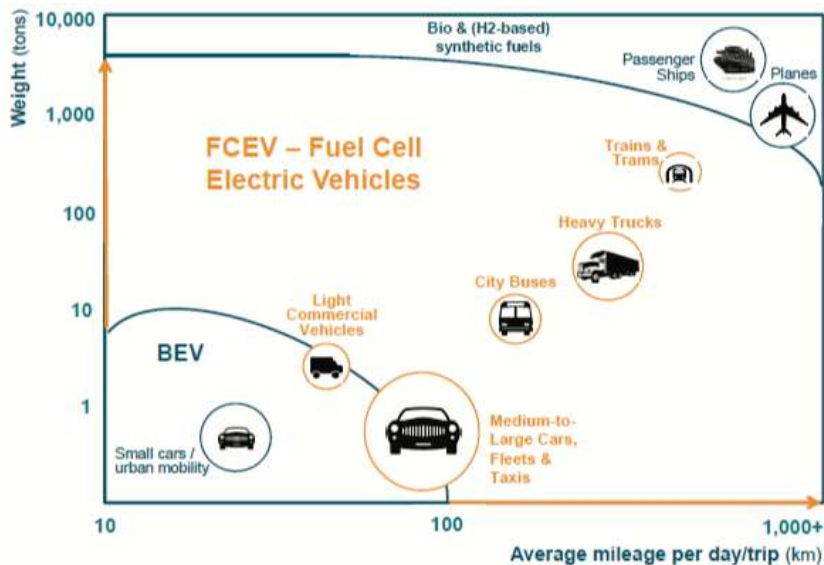 10,000
Weight (tons)
1,000
100
10
1
Bio & (H2-based)
synthetic fuels
Passenger
Ships
Planes
FCEV – Fuel Cell
Electric Vehicles
Trains &
Trams
Heavy Trucks
City Buses
Light
Commercial
Vehicles
BEV
Small cars /
urban mobility
Medium-to-
Large Cars,
Fleets &
Taxis
10
100
1,000+
Average mileage per day/trip (km)